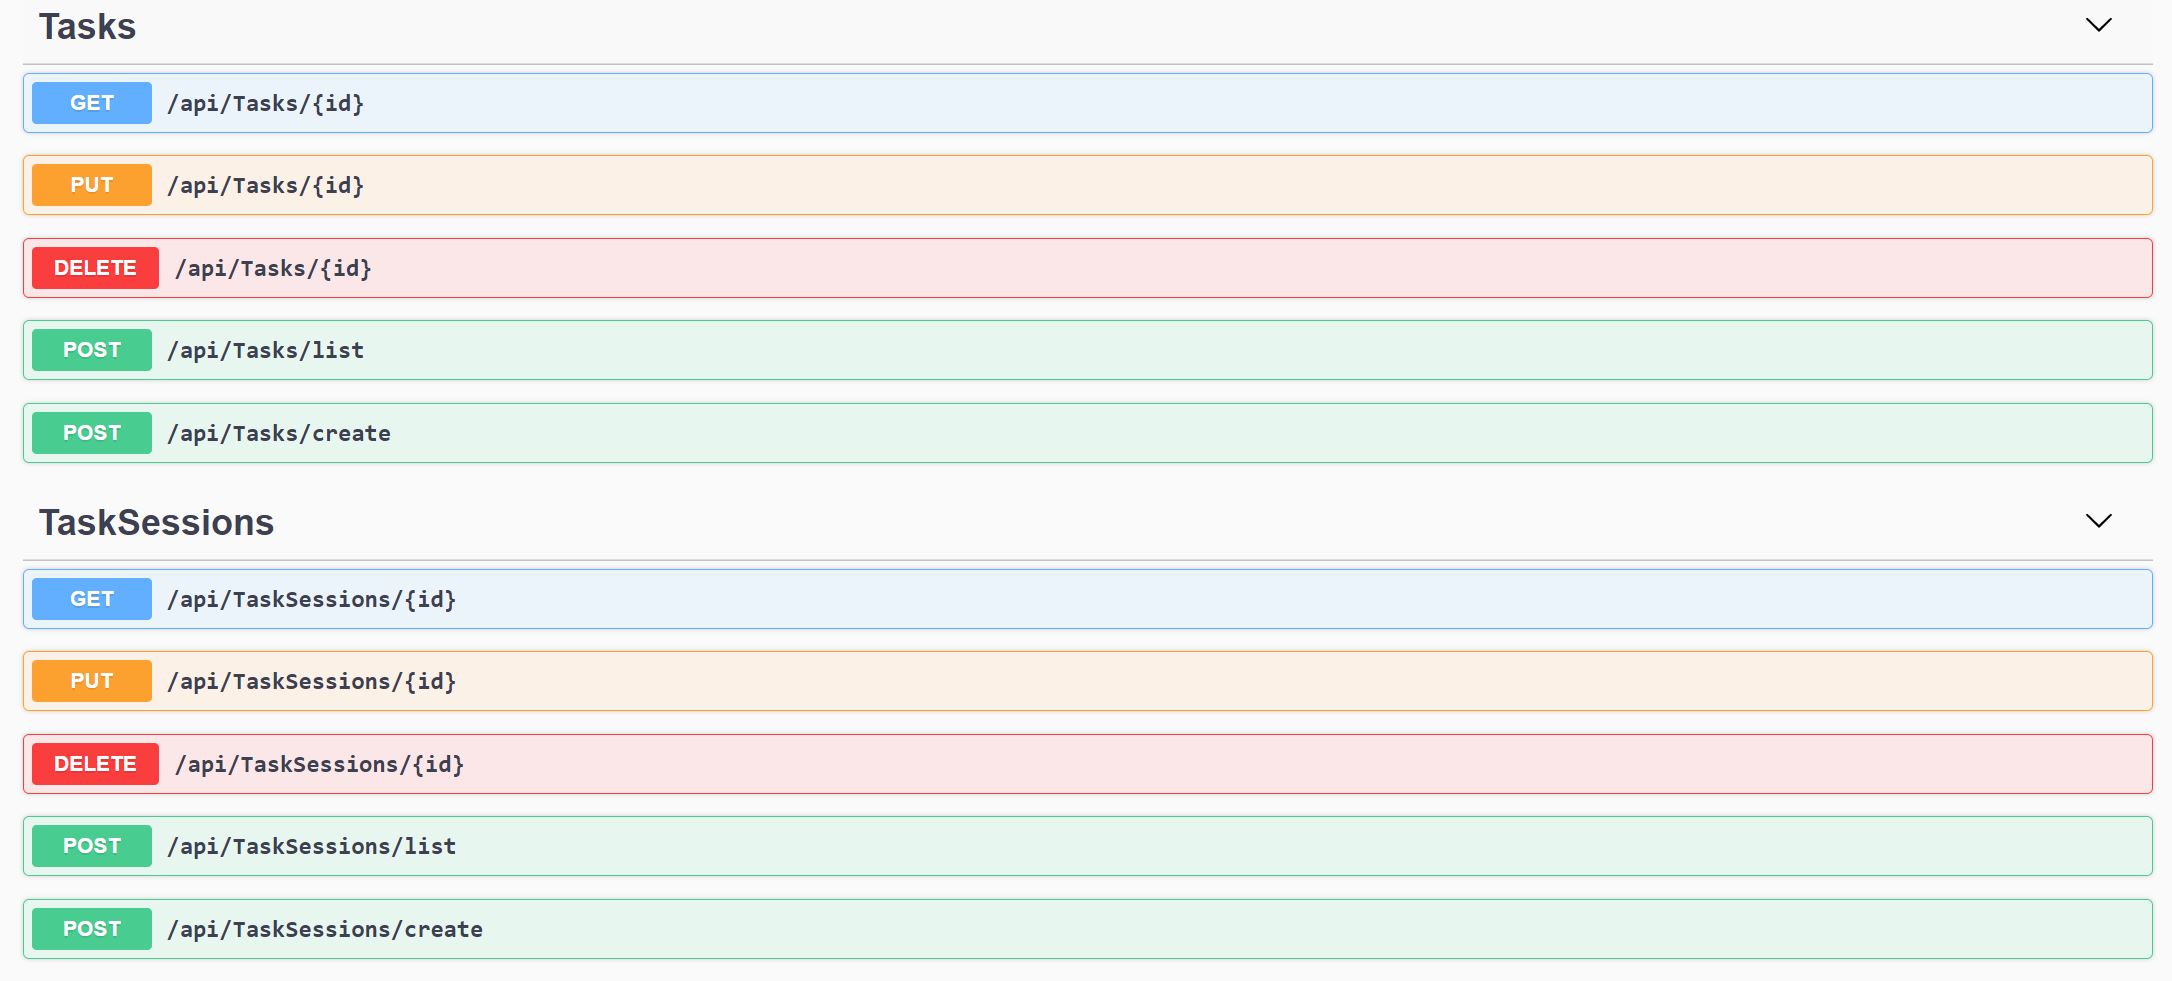 Tasks
GET /api/Tasks/{id}
PUT /api/Tasks/{id}
DELETE /api/Tasks/{id}
POST /api/Tasks/list
POST /api/Tasks/create
TaskSessions
GET /api/TaskSessions/{id}
PUT /api/TaskSessions/{id}
DELETE /api/TaskSessions/{id}
POST /api/TaskSessions/list
POST /api/TaskSessions/create